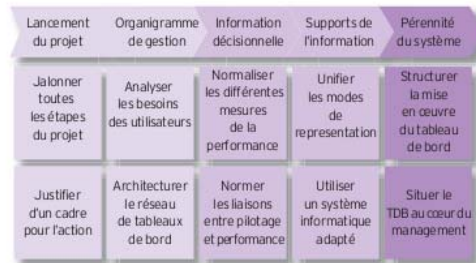 Lancement
du projet
Organigramme
de gestion
Information
décisionnelle
Supports de
l'information
Pérennité
du système
Jalonner
toutes
les étapes
du projet
Analyser
les besoins
des utilisateurs
Normaliser
les différentes
mesures
de la
performance
Unifier
les modes
de
representation
Structurer
la mise
en œuvre
du tableau
de bord
Justifier
d'un cadre
pour l'action
Architecturer
le réseau
de tableaux
de bord
Normer
les liaisons
entre pilotage
et performance
Utiliser
un système
informatique
adapté
Situer le
TDB au cœur du
management